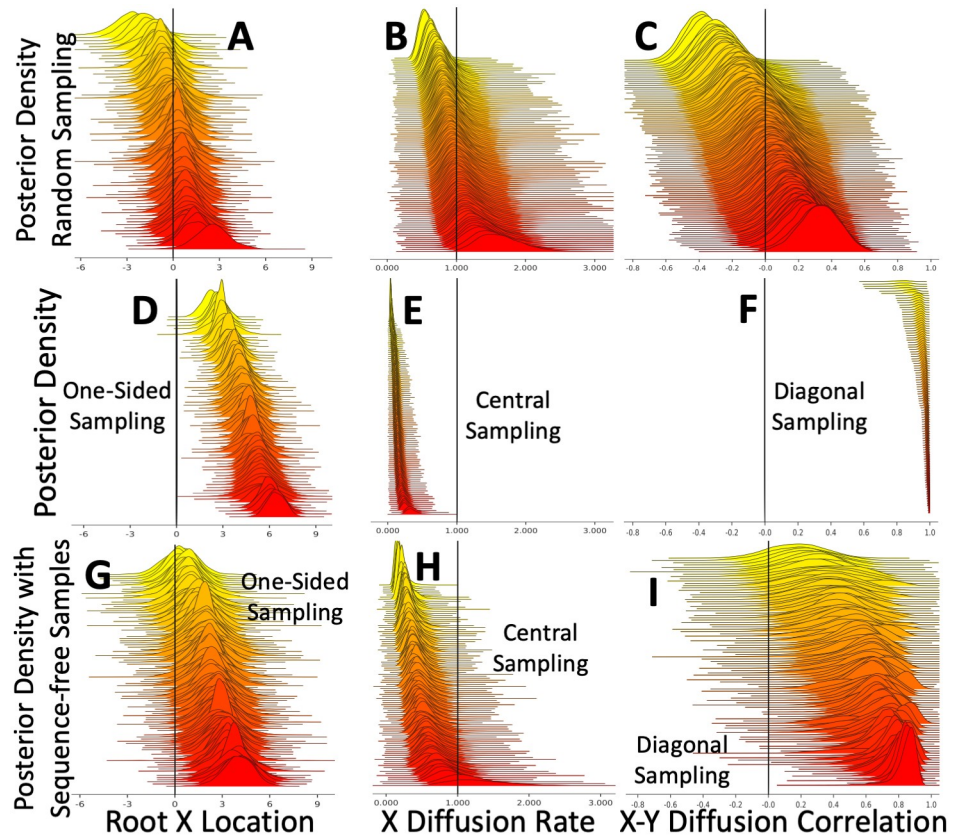 Posterior Density
Random Sampling
A
B
C
-6 -3 0 3 6 9
0.000 1.000 2.000 3.000
-0.8 -0.6 -0.4 -0.2 -0.0 0.2 0.4 0.6 0.8 1.0
Posterior Density
D
One-Sided
Sampling
E
Central
Sampling
F
Diagonal
Sampling
-6 -3 0 3 6 9
0.000 1.000 2.000 3.000
-0.8 -0.6 -0.4 -0.2 -0.0 0.2 0.4 0.6 0.8 1.0
Posterior Density with
Sequence-free Samples
G
One-Sided
Sampling
H
Central
Sampling
I
Diagonal
Sampling
-6 -3 0 3 6 9
0.000 1.000 2.000 3.000
-0.8 -0.6 -0.4 -0.2 -0.0 0.2 0.4 0.6 0.8 1.0
Root X Location
X Diffusion Rate
X-Y Diffusion Correlation